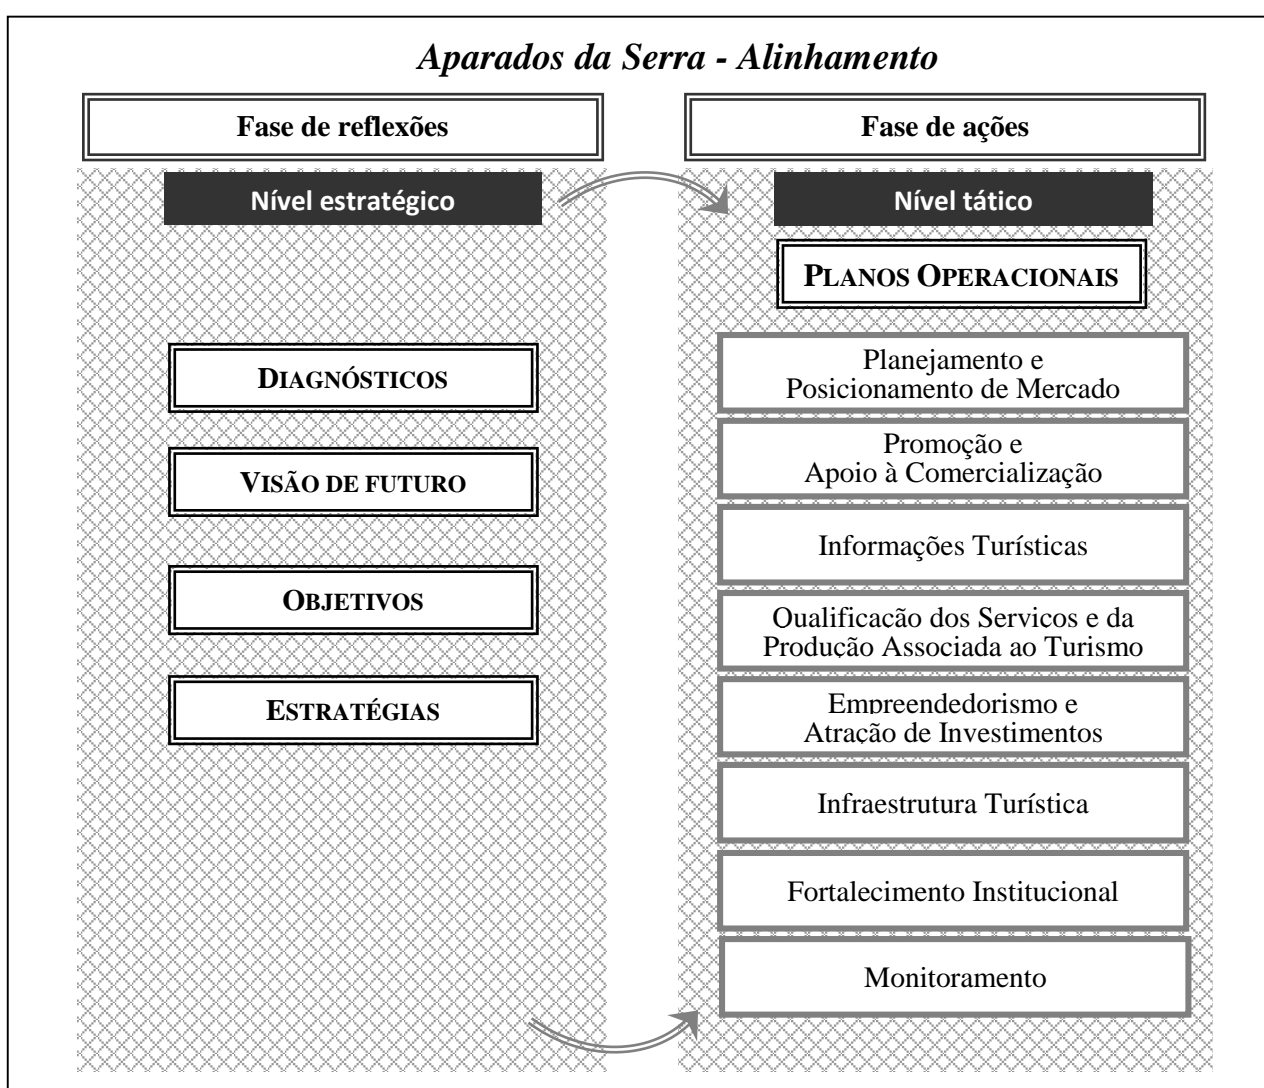 Aparados da Serra - Alinhamento
Fase de reflexões
Nível estratégico
DIAGNÓSTICOS
VISÃO DE FUTURO
OBJETIVOS
ESTRATÉGIAS
Fase de ações
Nível tático
PLANOS OPERACIONAIS
Planejamento e
Posicionamento de Mercado
Promoção e
Apoio à Comercialização
Informações Turísticas
Qualificação dos Serviços e da
Produção Associada ao Turismo
Empreendedorismo e
Atração de Investimentos
Infraestrutura Turística
Fortalecimento Institucional
Monitoramento